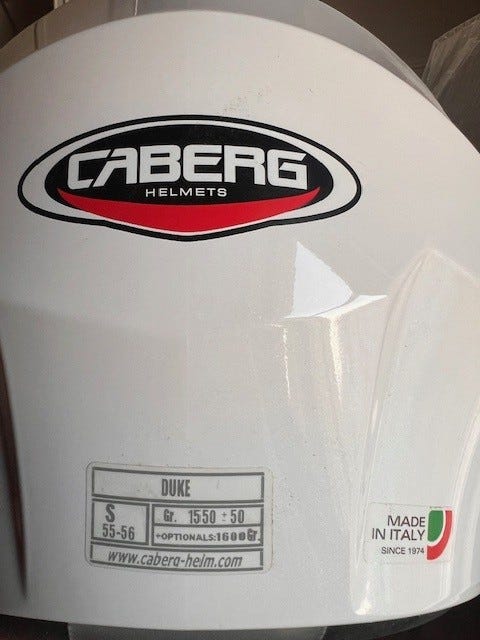 CABERG
HELMETS
DUKE
S
55-56
Gr. 1550 ± 50
+OPTIONALS:1600Gr.
www.caberg-helm.com
MADE
IN ITALY
SINCE 1974